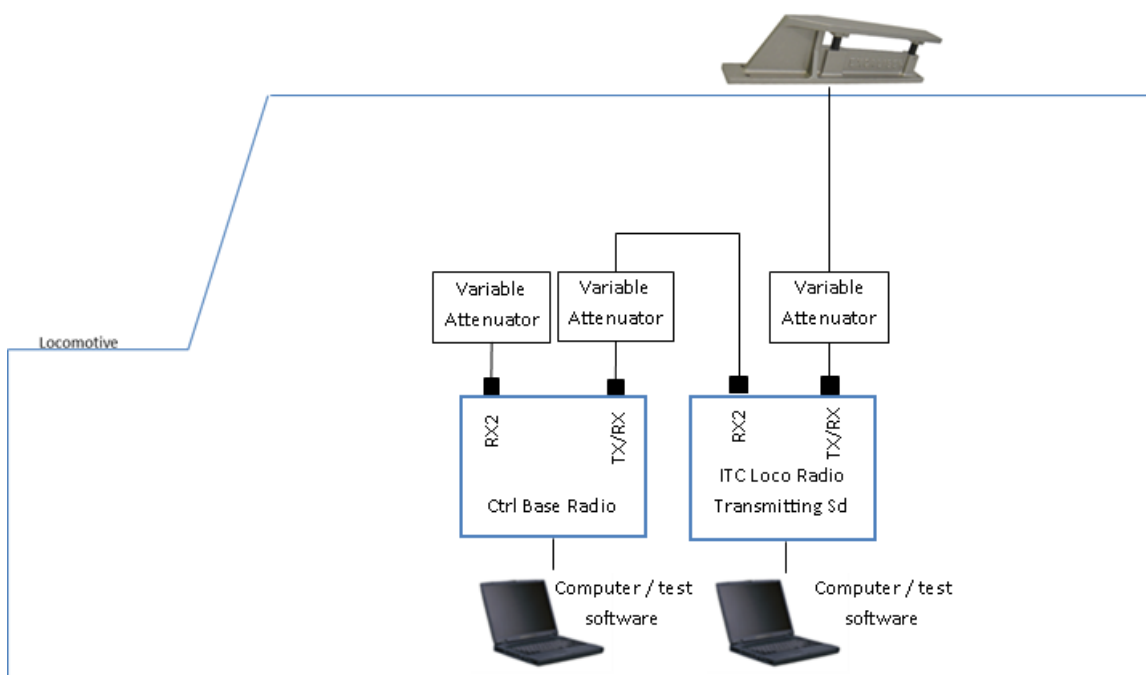 Locomotive
Variable
Attenuator
Variable
Attenuator
Variable
Attenuator
RX2
TX/RX
RX2
TX/RX
Ctrl Base Radio
ITC Loco Radio
Transmitting Sd
Computer / test
software
Computer / test
software